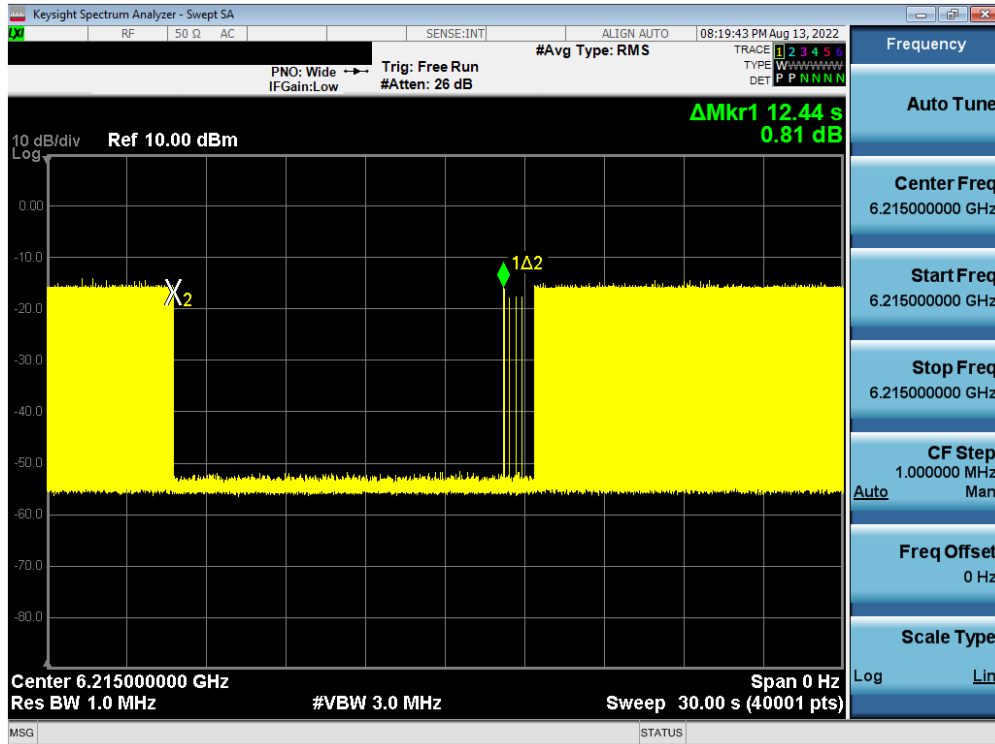 Keysight Spectrum Analyzer - Swept SA
LXI RF 50 Ω AC SENSE:INT ALIGN AUTO 08:19:43 PM Aug 13, 2022
#Avg Type: RMS
TRACE 1 2 3 4 5 6
TYPE WWWWWW
DET P P N N N N
PNO: Wide
IFGain:Low
Trig: Free Run
#Atten: 26 dB
ΔMkr1 12.44 s
0.81 dB
10 dB/div Ref 10.00 dBm
Log
0.00
-10.0
-20.0
-30.0
-40.0
-50.0
-60.0
-70.0
-80.0
1Δ2
2
Center 6.215000000 GHz Span 0 Hz
Res BW 1.0 MHz #VBW 3.0 MHz Sweep 30.00 s (40001 pts)
MSG STATUS
Frequency
Auto Tune
Center Freq
6.215000000 GHz
Start Freq
6.215000000 GHz
Stop Freq
6.215000000 GHz
CF Step
1.000000 MHz
Auto Man
Freq Offset
0 Hz
Scale Type
Log Lin